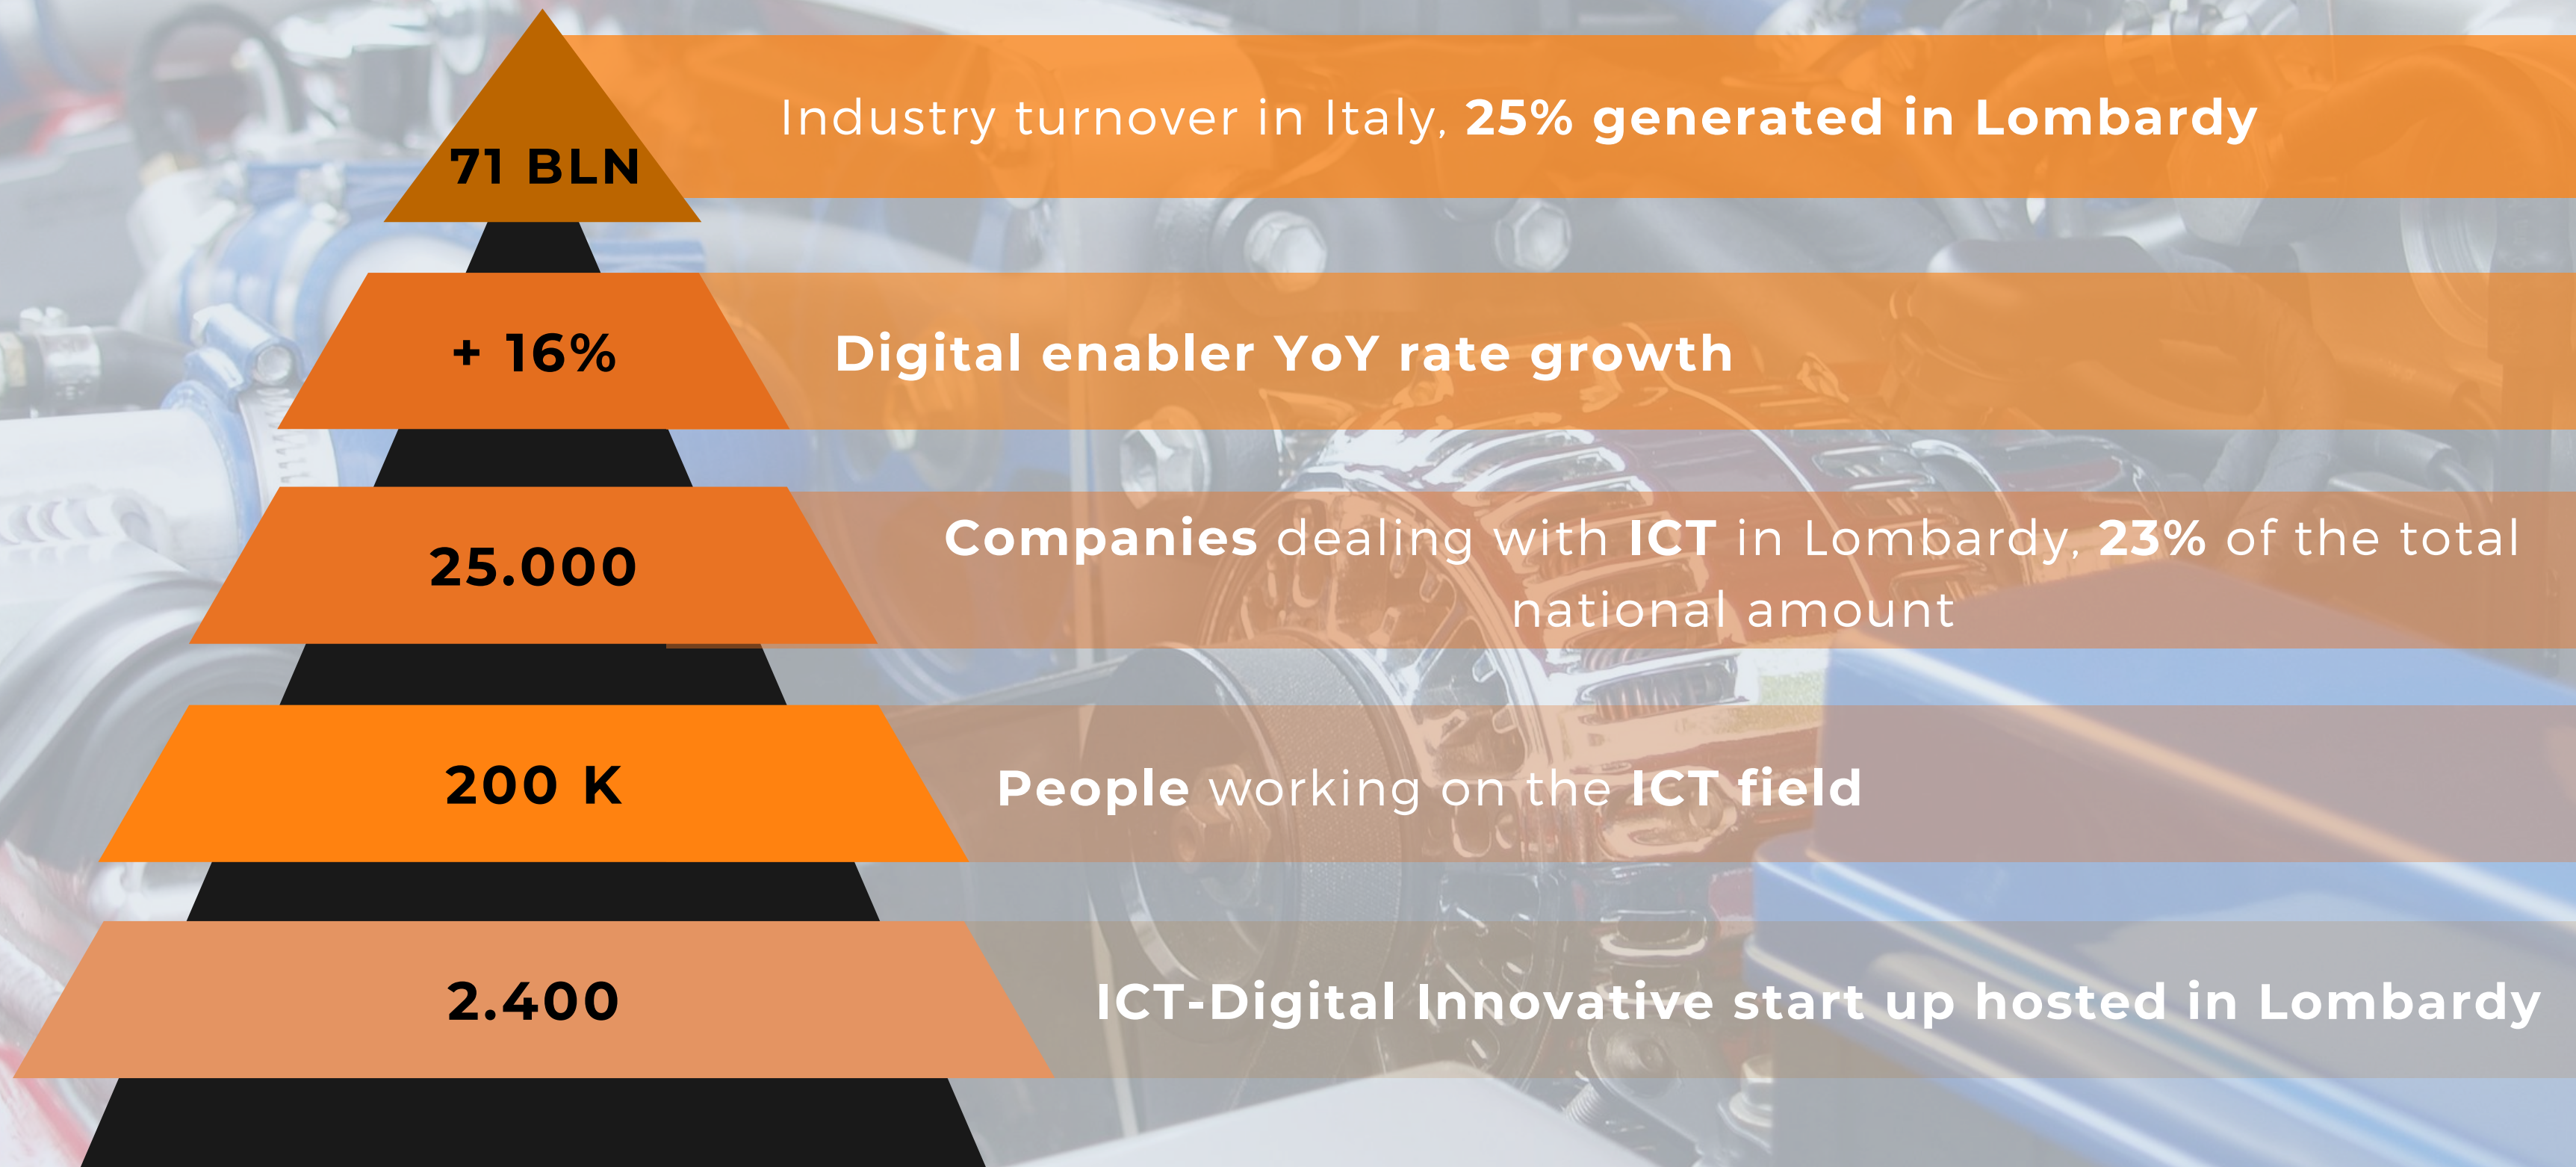 71 BLN
Industry turnover in Italy, 25% generated in Lombardy
+ 16%
Digital enabler YoY rate growth
25.000
Companies dealing with ICT in Lombardy, 23% of the total
national amount
200 K
People working on the ICT field
2.400
ICT-Digital Innovative start up hosted in Lombardy